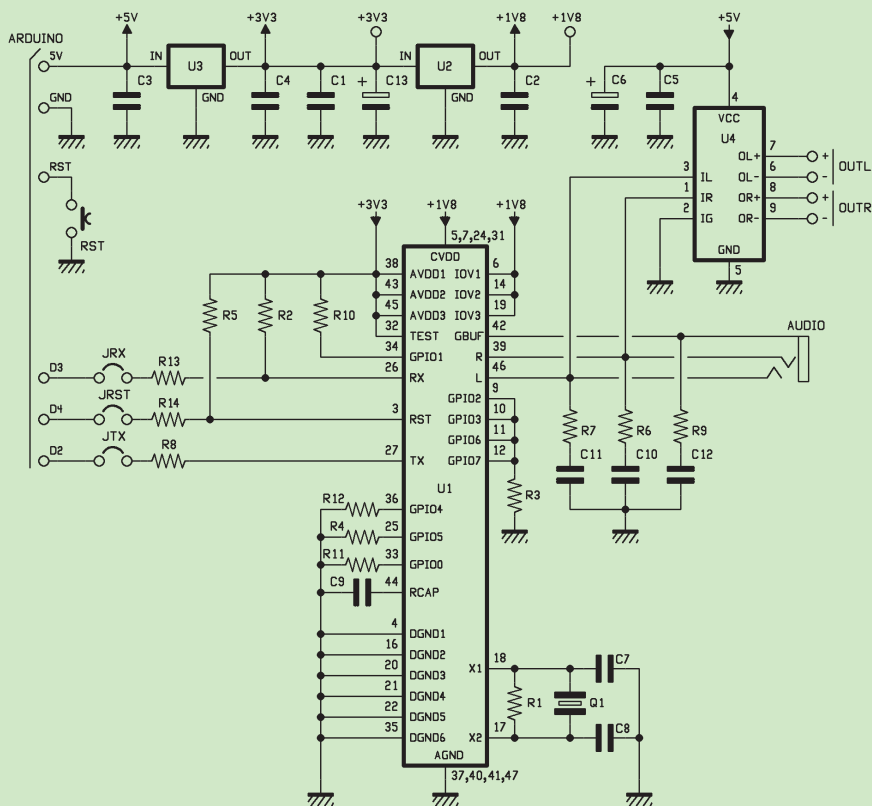 +5V +3V3 +3V3 +1V8 +1V8 +5V
ARDUINO
5V IN U3 OUT IN U2 OUT
C3 GND C4 C1 + C13 GND C2 + C6 C5
4
VCC
U4
GND
RST
RST
3 IL OL+ 7 + OUTL
OL- 6 -
1 IR OR+ 8 + OUTR
2 IG OR- 9 -
GND
5
+3V3 +1V8 +1V8
5,7,24,31
CVDD
38 AVDD1 IOV1 6
43 AVDD2 IOV2 14
45 AVDD3 IOV3 19
R5 R2 R10
32 TEST GBUF 42
AUDIO
34 GPIO1 R 39
D3 JRX R13 26 RX L 46
GPIO2 9
D4 JRST R14 3 RST GPIO3 10
GPIO6 11
D2 JTX R8 27 TX GPIO7 12
R7 R6 R9
C11 C10 C12
U1
R3
R12 36 GPIO4
R4 25 GPIO5
R11 33 GPIO0
C9 44 RCAP
4 DGND1
16 DGND2
20 DGND3
21 DGND4
22 DGND5
35 DGND6
X1 18 C7
R1 Q1
X2 17 C8
AGND
37,40,41,47